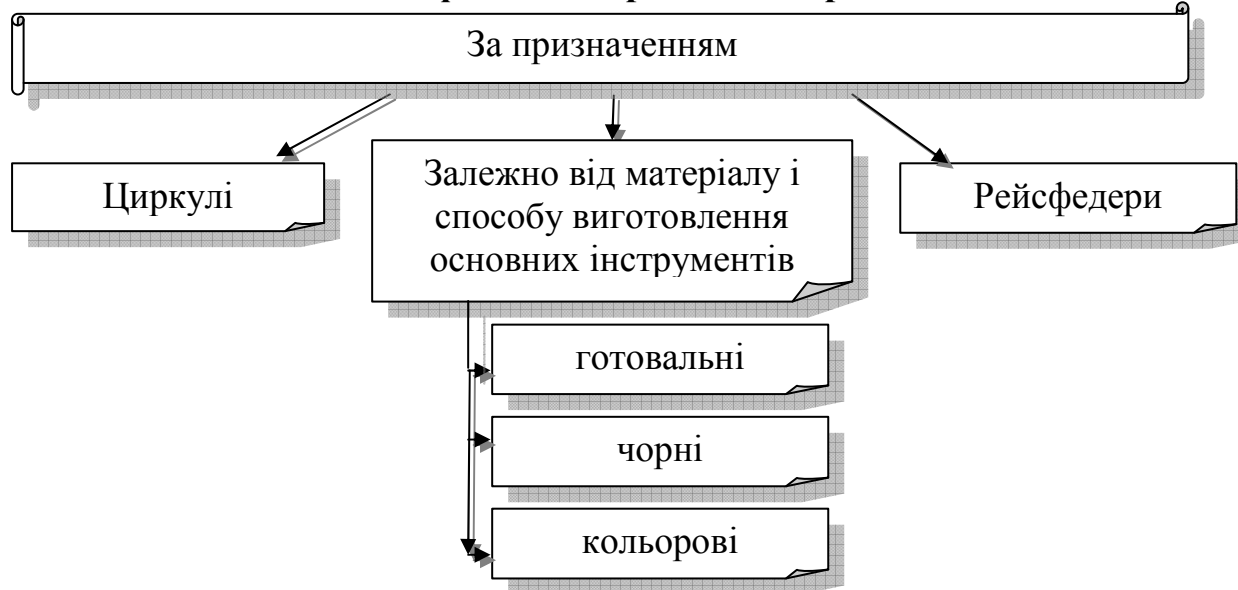 За призначенням
Циркулі
Залежно від матеріалу і
способу виготовлення
основних інструментів
Рейсфедери
готовальні
чорні
кольорові